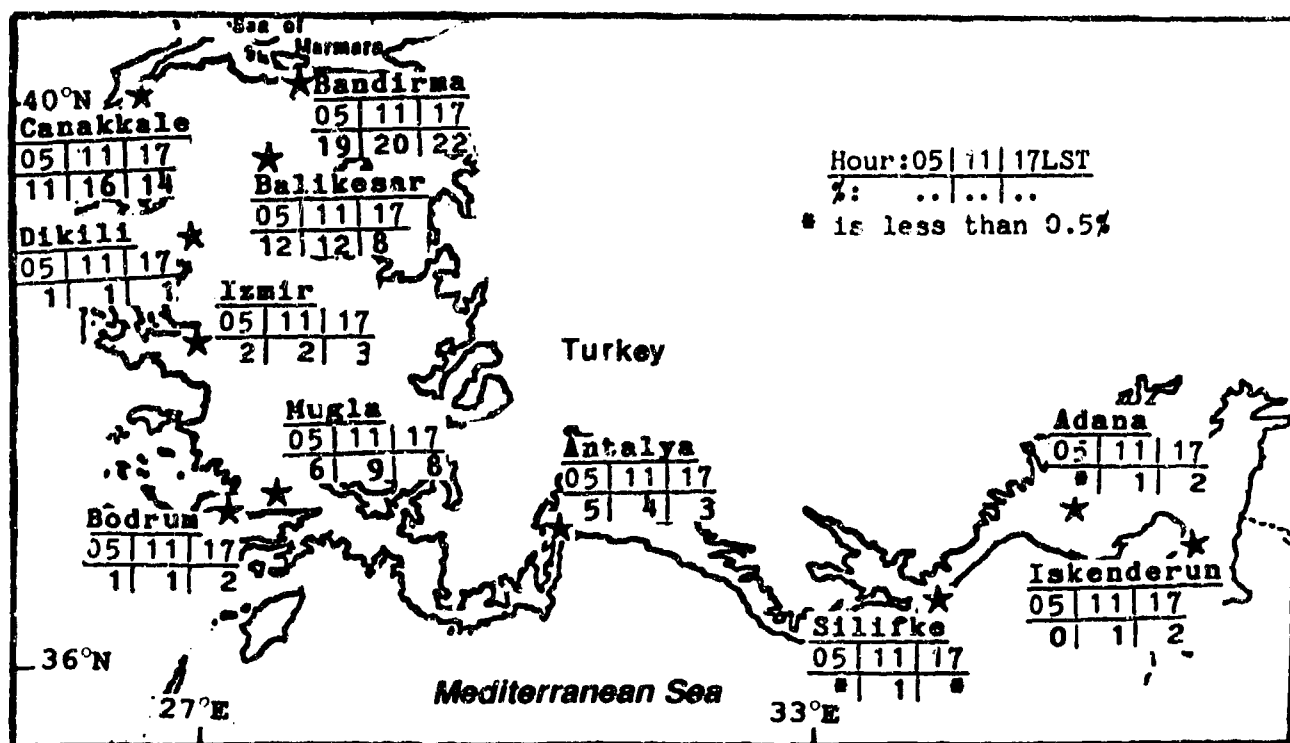 Sea of
Marmara
40°N
Bandirma
05 | 11 | 17
19 | 20 | 22
Canakkale
05 | 11 | 17
11 | 16 | 14
Hour:05 | 11 | 17LST
%: .. | .. | ..
* is less than 0.5%
Balikesar
05 | 11 | 17
12 | 12 | 8
Dikili
05 | 11 | 17
1 | 1 | 1
Izmir
05 | 11 | 17
2 | 2 | 3
Turkey
Mugla
05 | 11 | 17
6 | 9 | 8
Antalya
05 | 11 | 17
5 | 4 | 3
Adana
05 | 11 | 17
* | 1 | 2
Bodrum
05 | 11 | 17
1 | 1 | 2
Iskenderun
05 | 11 | 17
0 | 1 | 2
Silifke
05 | 11 | 17
* | 1 | *
36°N
Mediterranean Sea
27°E
33°E